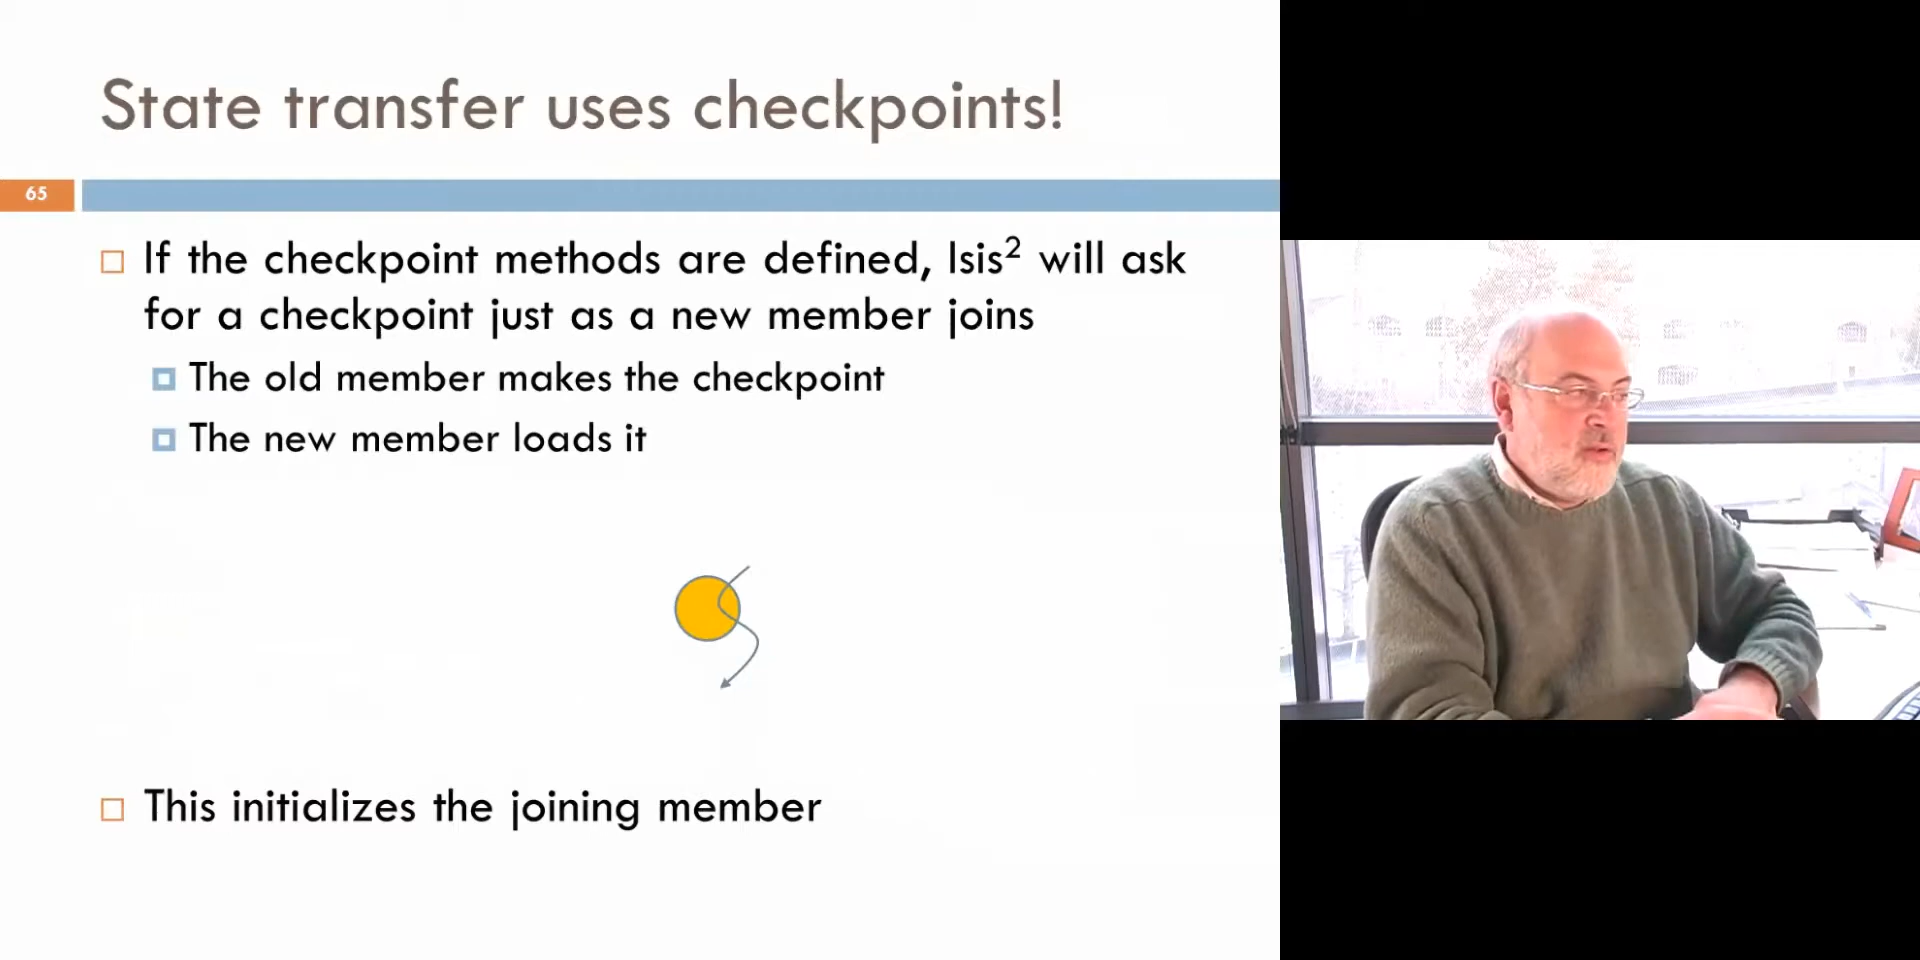 State transfer uses checkpoints!
65
If the checkpoint methods are defined, Isis² will ask
for a checkpoint just as a new member joins
The old member makes the checkpoint
The new member loads it
This initializes the joining member